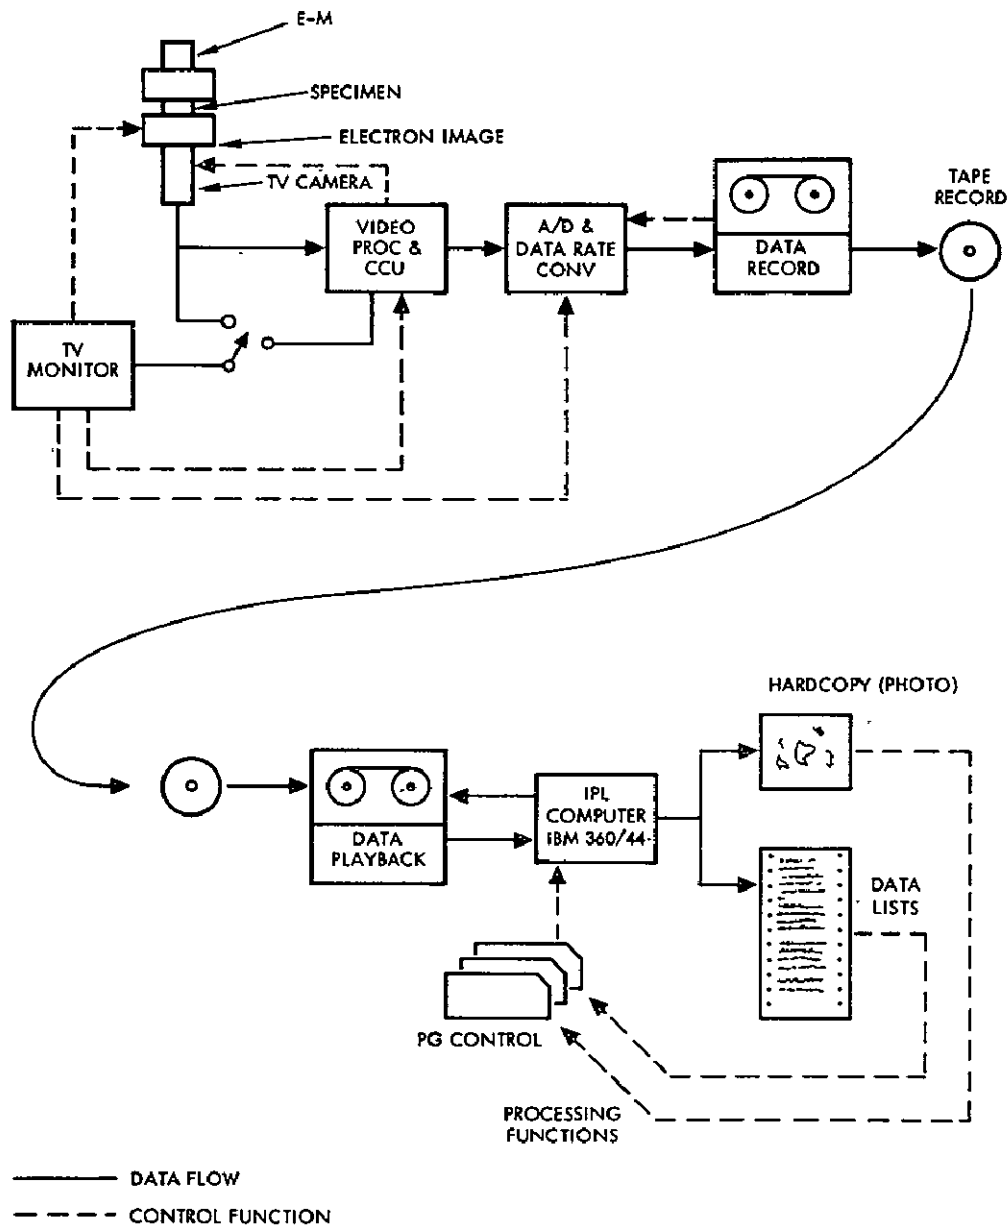 E-M
SPECIMEN
ELECTRON IMAGE
TV CAMERA
VIDEO
PROC &
CCU
A/D &
DATA RATE
CONV
DATA
RECORD
TAPE
RECORD
TV
MONITOR
HARDCOPY (PHOTO)
DATA
PLAYBACK
IPL
COMPUTER
IBM 360/44
DATA
LISTS
PG CONTROL
PROCESSING
FUNCTIONS
DATA FLOW
CONTROL FUNCTION